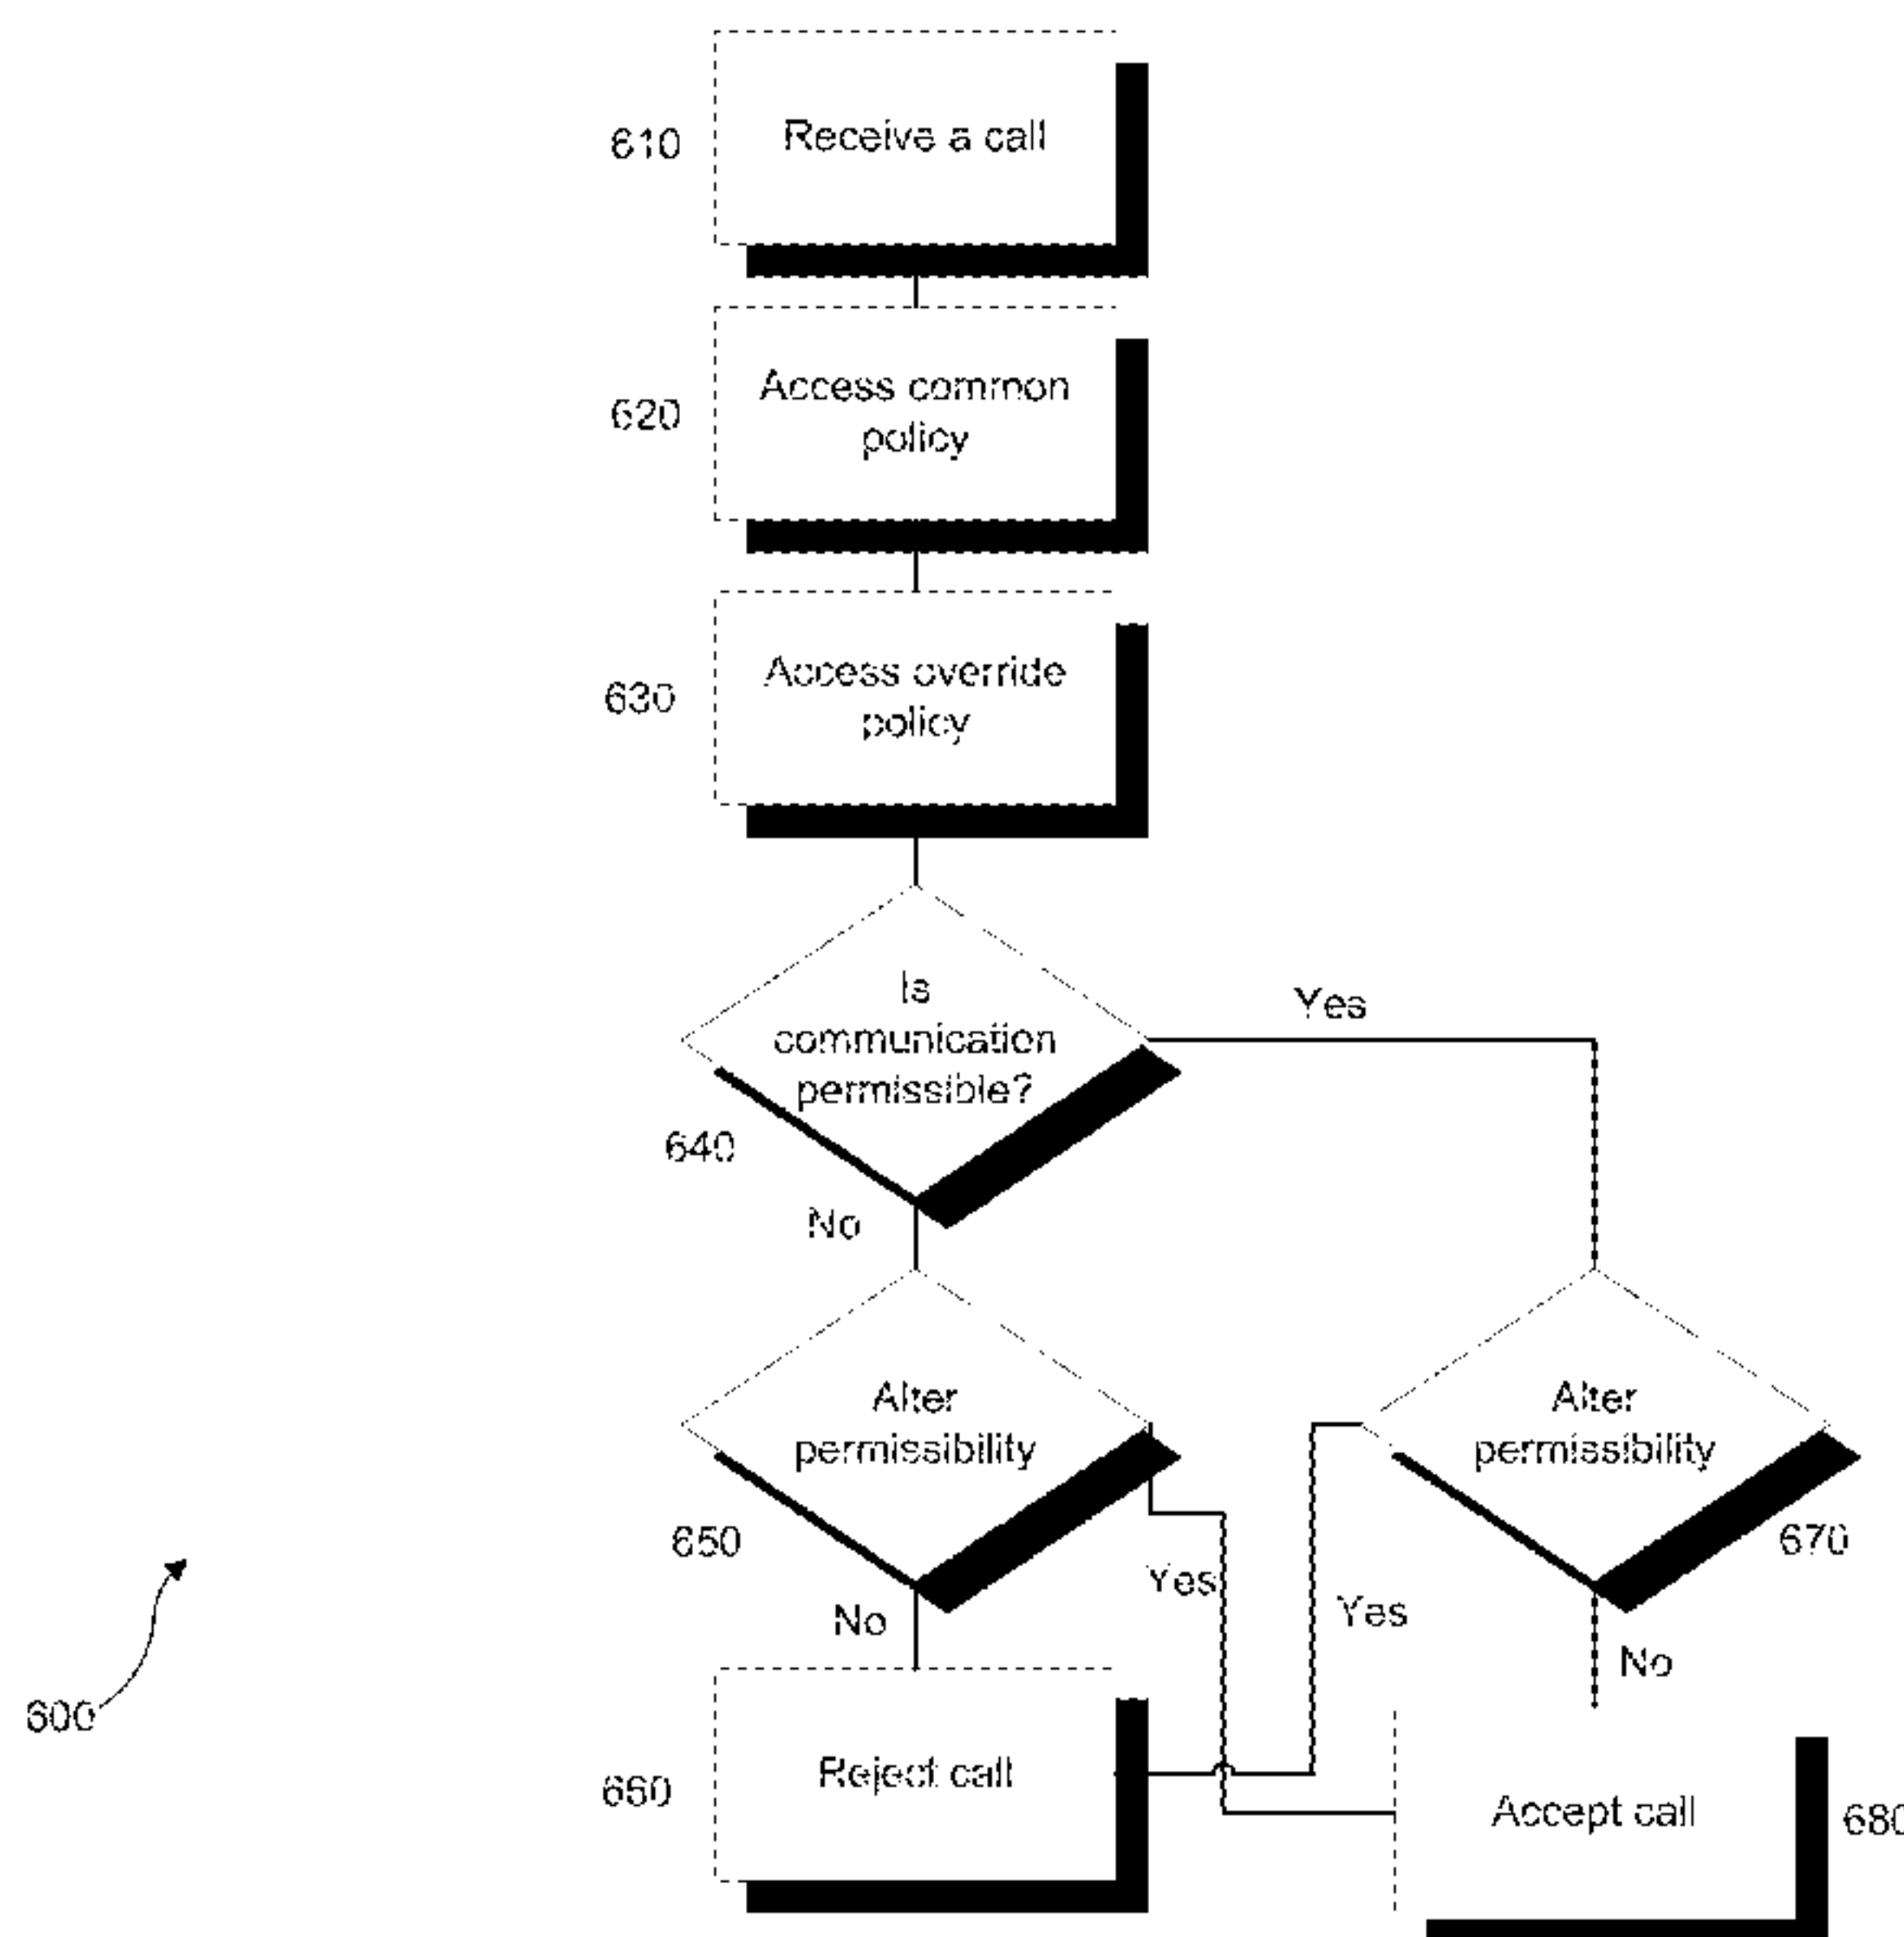 610
Receive a call
620
Access common
policy
630
Access override
policy
Is
communication
permissible?
Yes
640
No
Alter
permissibility
Alter
permissibility
650
670
Yes
Yes
No
No
600
660
Reject call
Accept call
680